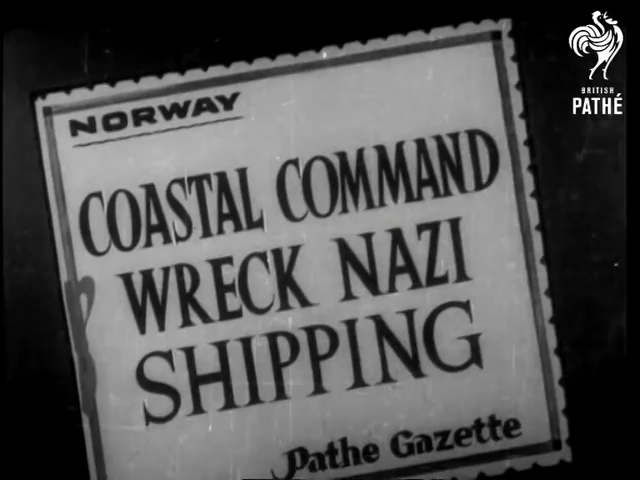 BRITISH
PATHÉ
NORWAY
COASTAL COMMAND
WRECK NAZI
SHIPPING
Pathe Gazette